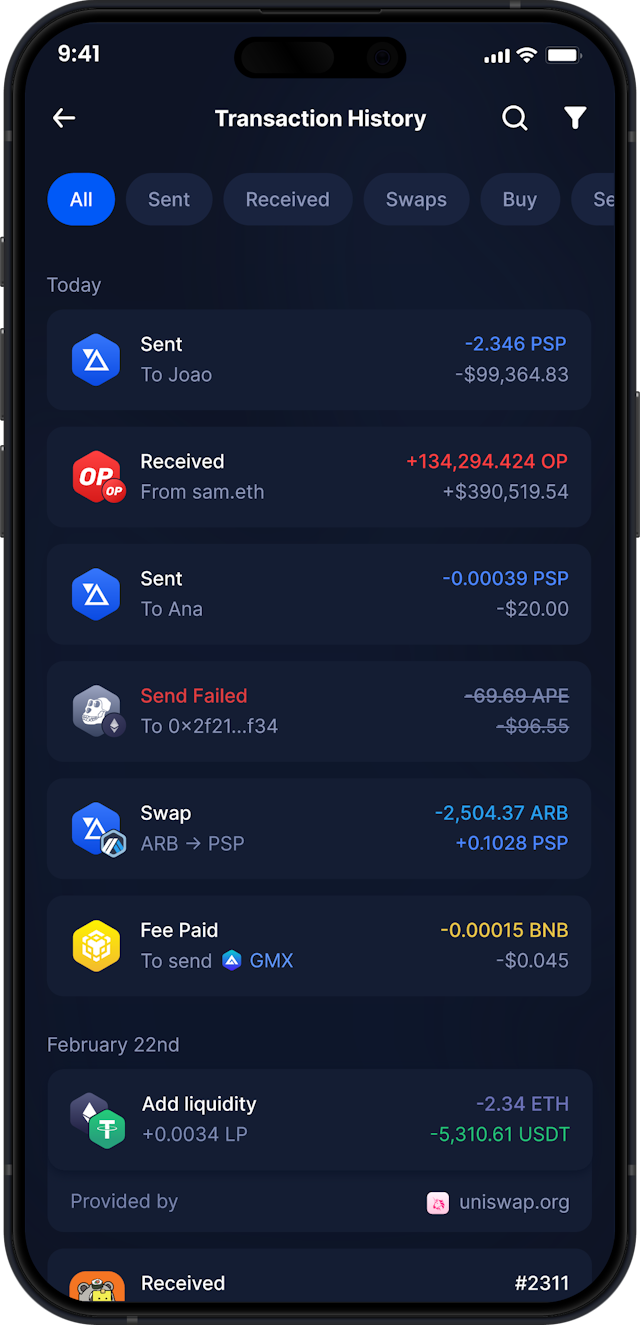 9:41
Transaction History
All Sent Received Swaps Buy Se
Today
Sent -2.346 PSP
To Joao -$99,364.83
OP OP
Received +134,294.424 OP
From sam.eth +$390,519.54
Sent -0.00039 PSP
To Ana -$20.00
Send Failed -69.69 APE
To 0×2f21...f34 -$96.55
Swap -2,504.37 ARB
ARB → PSP +0.1028 PSP
Fee Paid -0.00015 BNB
To send GMX -$0.045
February 22nd
Add liquidity -2.34 ETH
+0.0034 LP -5,310.61 USDT
Provided by uniswap.org
Received #2311